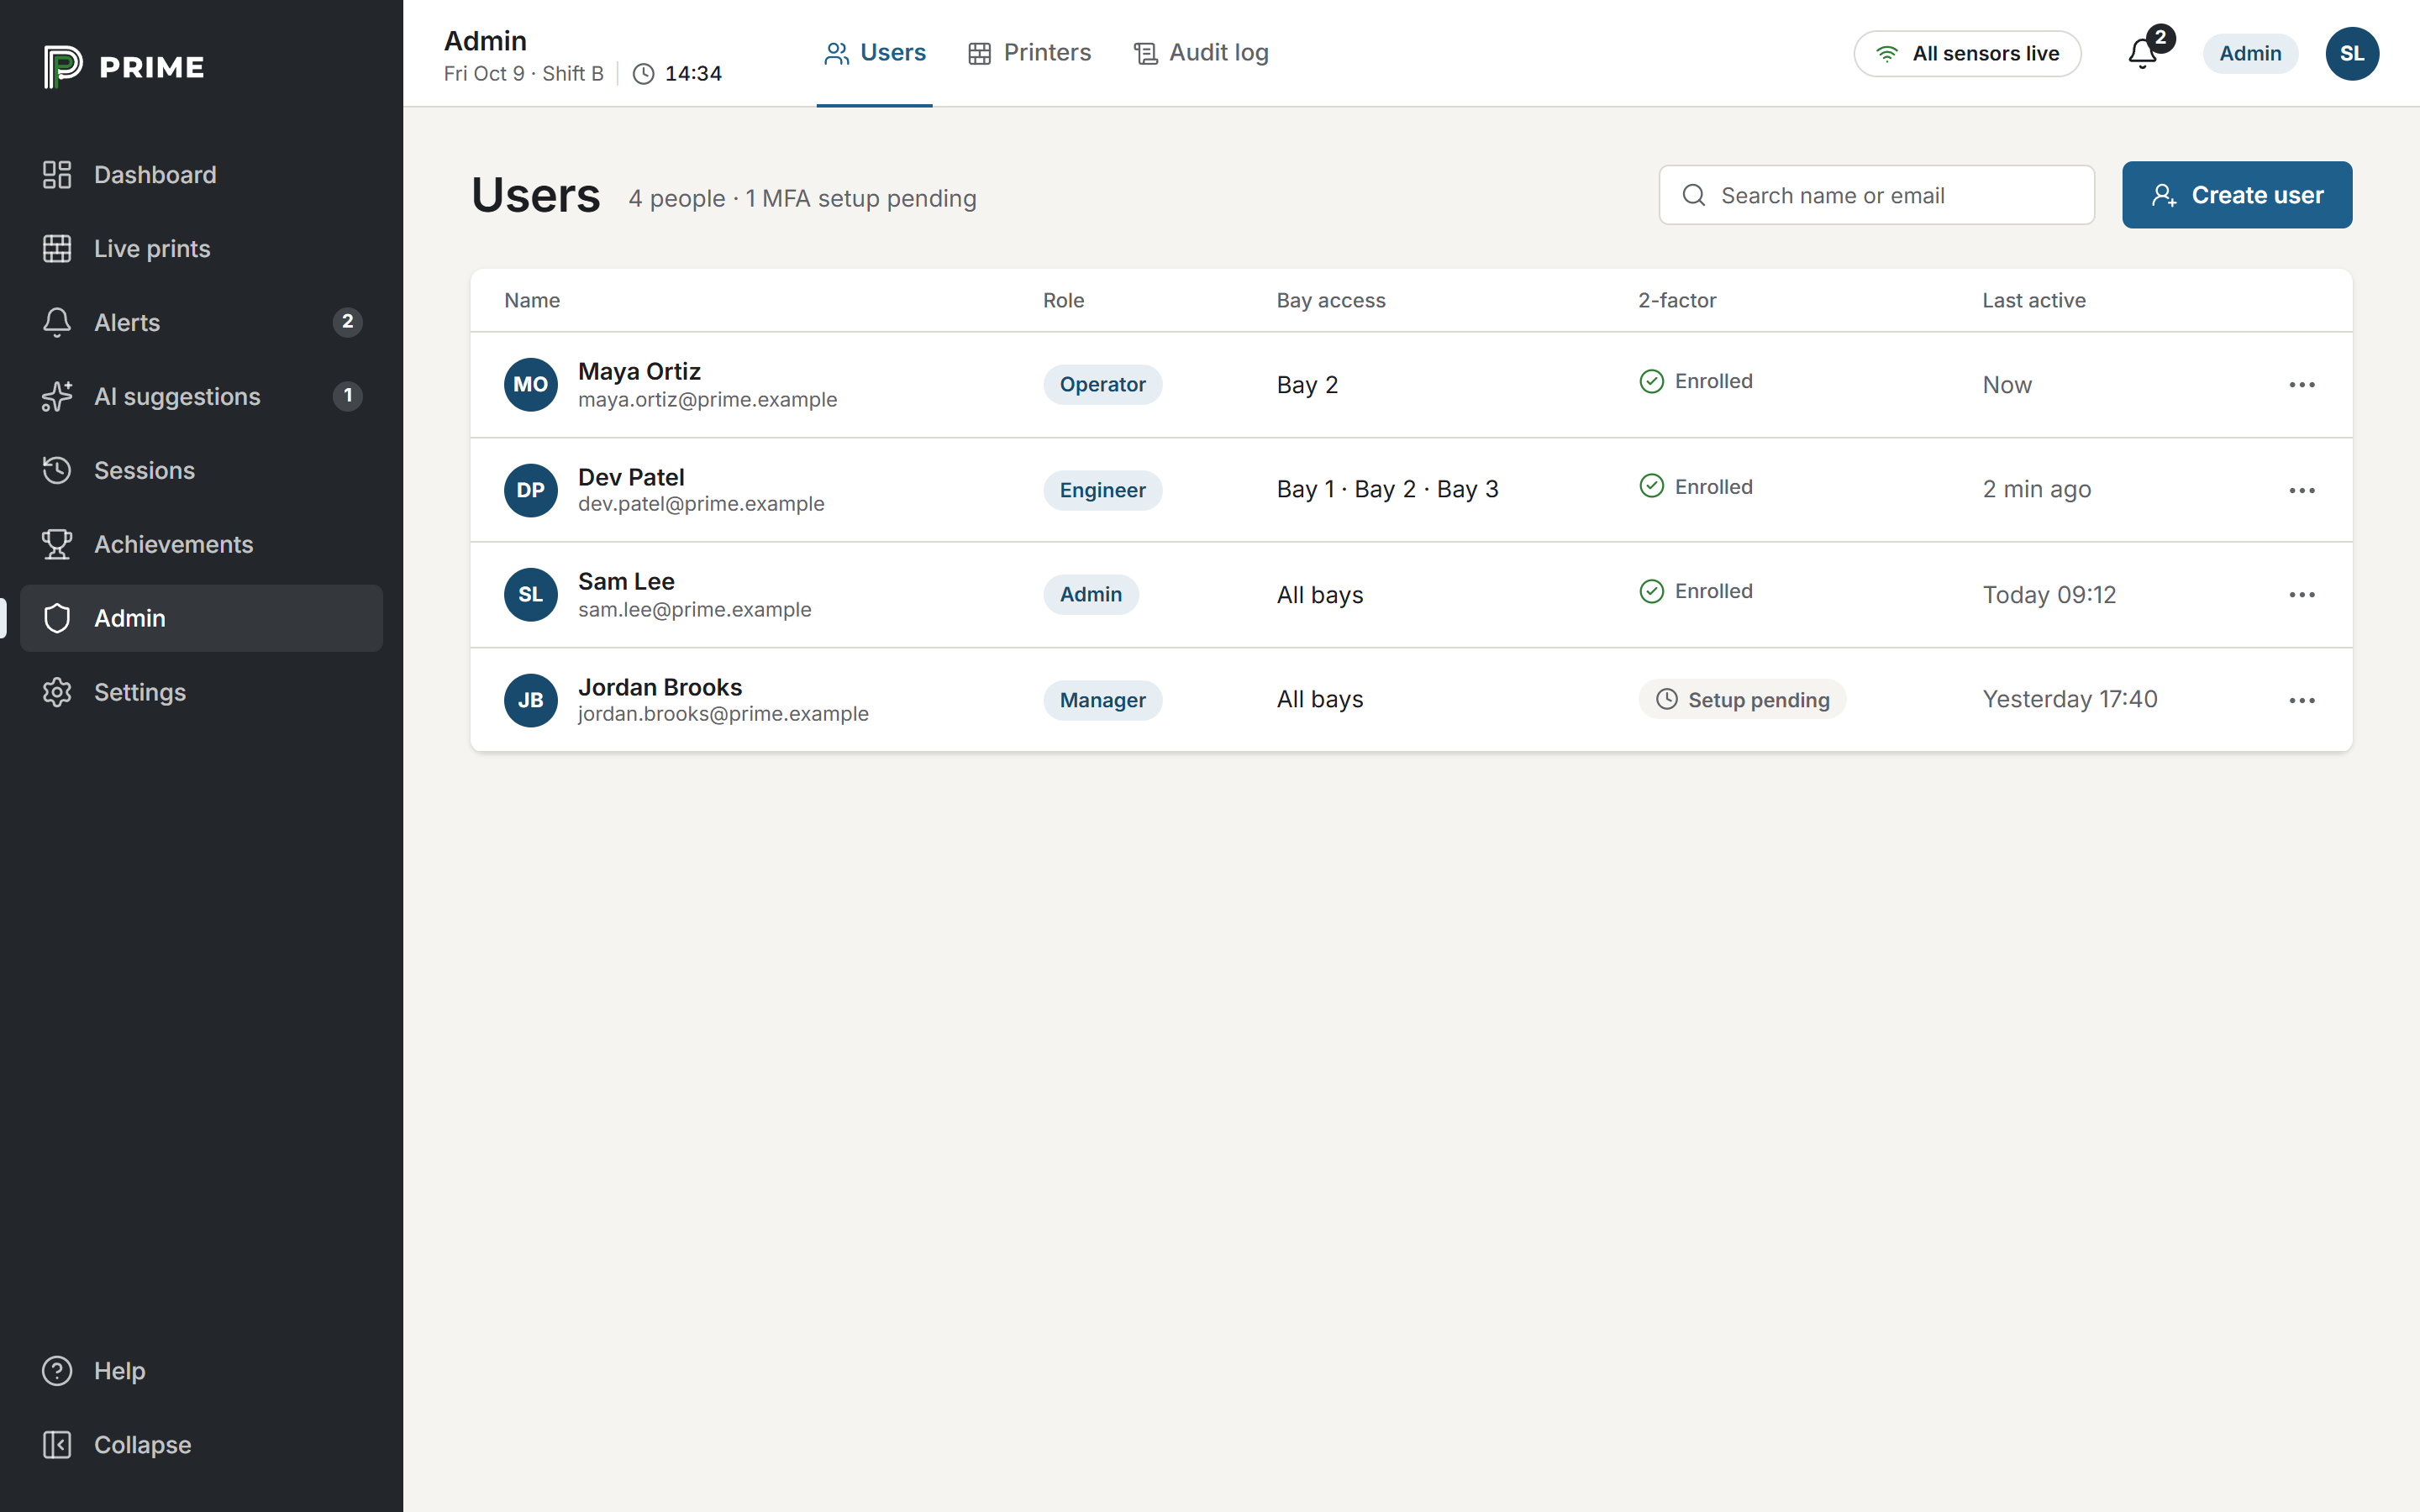 PRIME
Dashboard
Live prints
Alerts 2
AI suggestions 1
Sessions
Achievements
Admin
Settings
Help
Collapse
Admin
Fri Oct 9 · Shift B 14:34
Users Printers Audit log
All sensors live 2 Admin SL
Users 4 people · 1 MFA setup pending
Search name or email Create user
Name Role Bay access 2-factor Last active
MO Maya Ortiz
maya.ortiz@prime.example
Operator Bay 2 Enrolled Now
DP Dev Patel
dev.patel@prime.example
Engineer Bay 1 · Bay 2 · Bay 3 Enrolled 2 min ago
SL Sam Lee
sam.lee@prime.example
Admin All bays Enrolled Today 09:12
JB Jordan Brooks
jordan.brooks@prime.example
Manager All bays Setup pending Yesterday 17:40